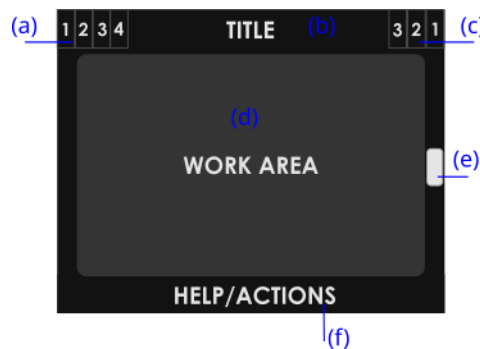 (a) 1 2 3 4 TITLE (b) 3 2 1 (c)
(d)
WORK AREA
(e)
HELP/ACTIONS
(f)